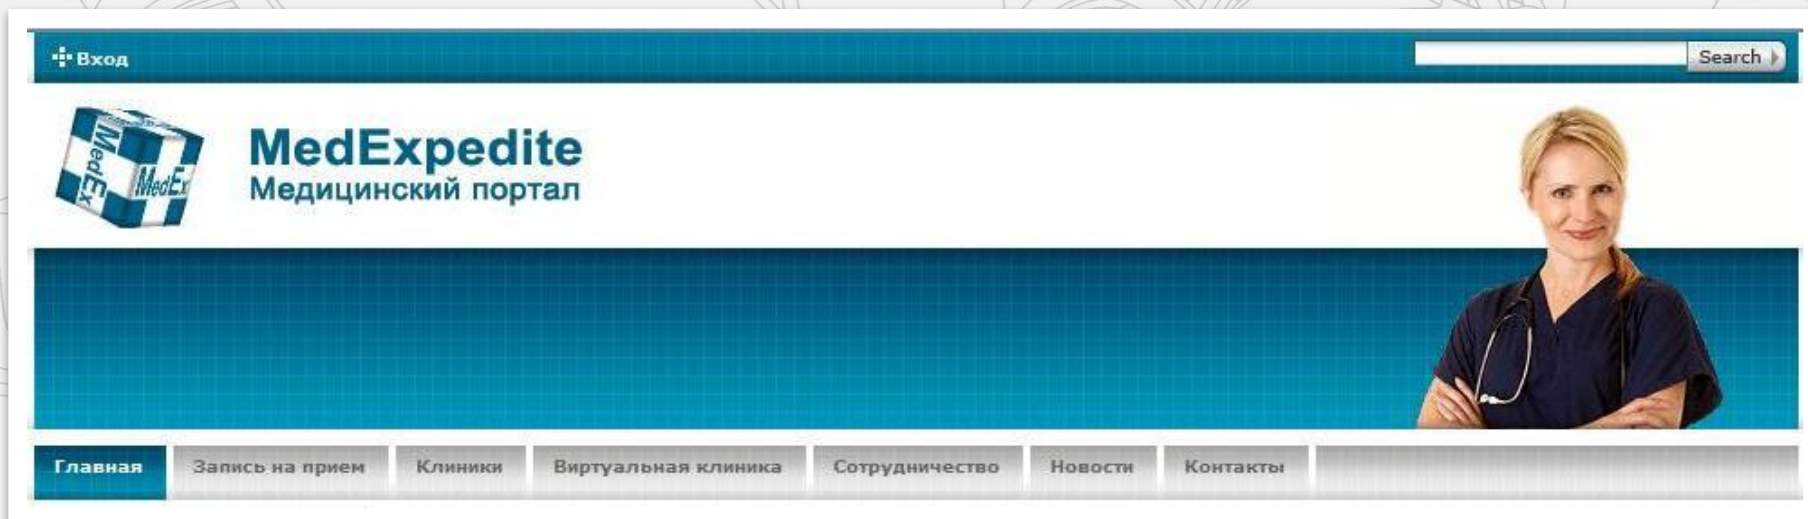 Вход
Search
MedEx
MedEx
MedExpedite
Медицинский портал
Главная
Запись на прием
Клиники
Виртуальная клиника
Сотрудничество
Новости
Контакты